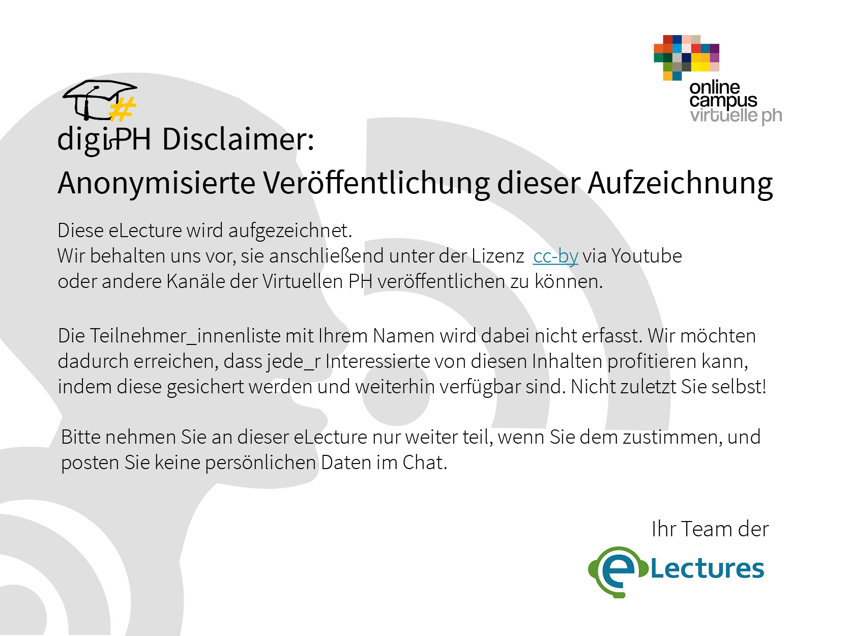 online
campus
virtuelle ph
#
digiPH Disclaimer:
Anonymisierte Veröffentlichung dieser Aufzeichnung
Diese eLecture wird aufgezeichnet.
Wir behalten uns vor, sie anschließend unter der Lizenz cc-by via Youtube
oder andere Kanäle der Virtuellen PH veröffentlichen zu können.
Die Teilnehmer_innenliste mit Ihrem Namen wird dabei nicht erfasst. Wir möchten
dadurch erreichen, dass jede_r Interessierte von diesen Inhalten profitieren kann,
indem diese gesichert werden und weiterhin verfügbar sind. Nicht zuletzt Sie selbst!
Bitte nehmen Sie an dieser eLecture nur weiter teil, wenn Sie dem zustimmen, und
posten Sie keine persönlichen Daten im Chat.
Ihr Team der
eLectures